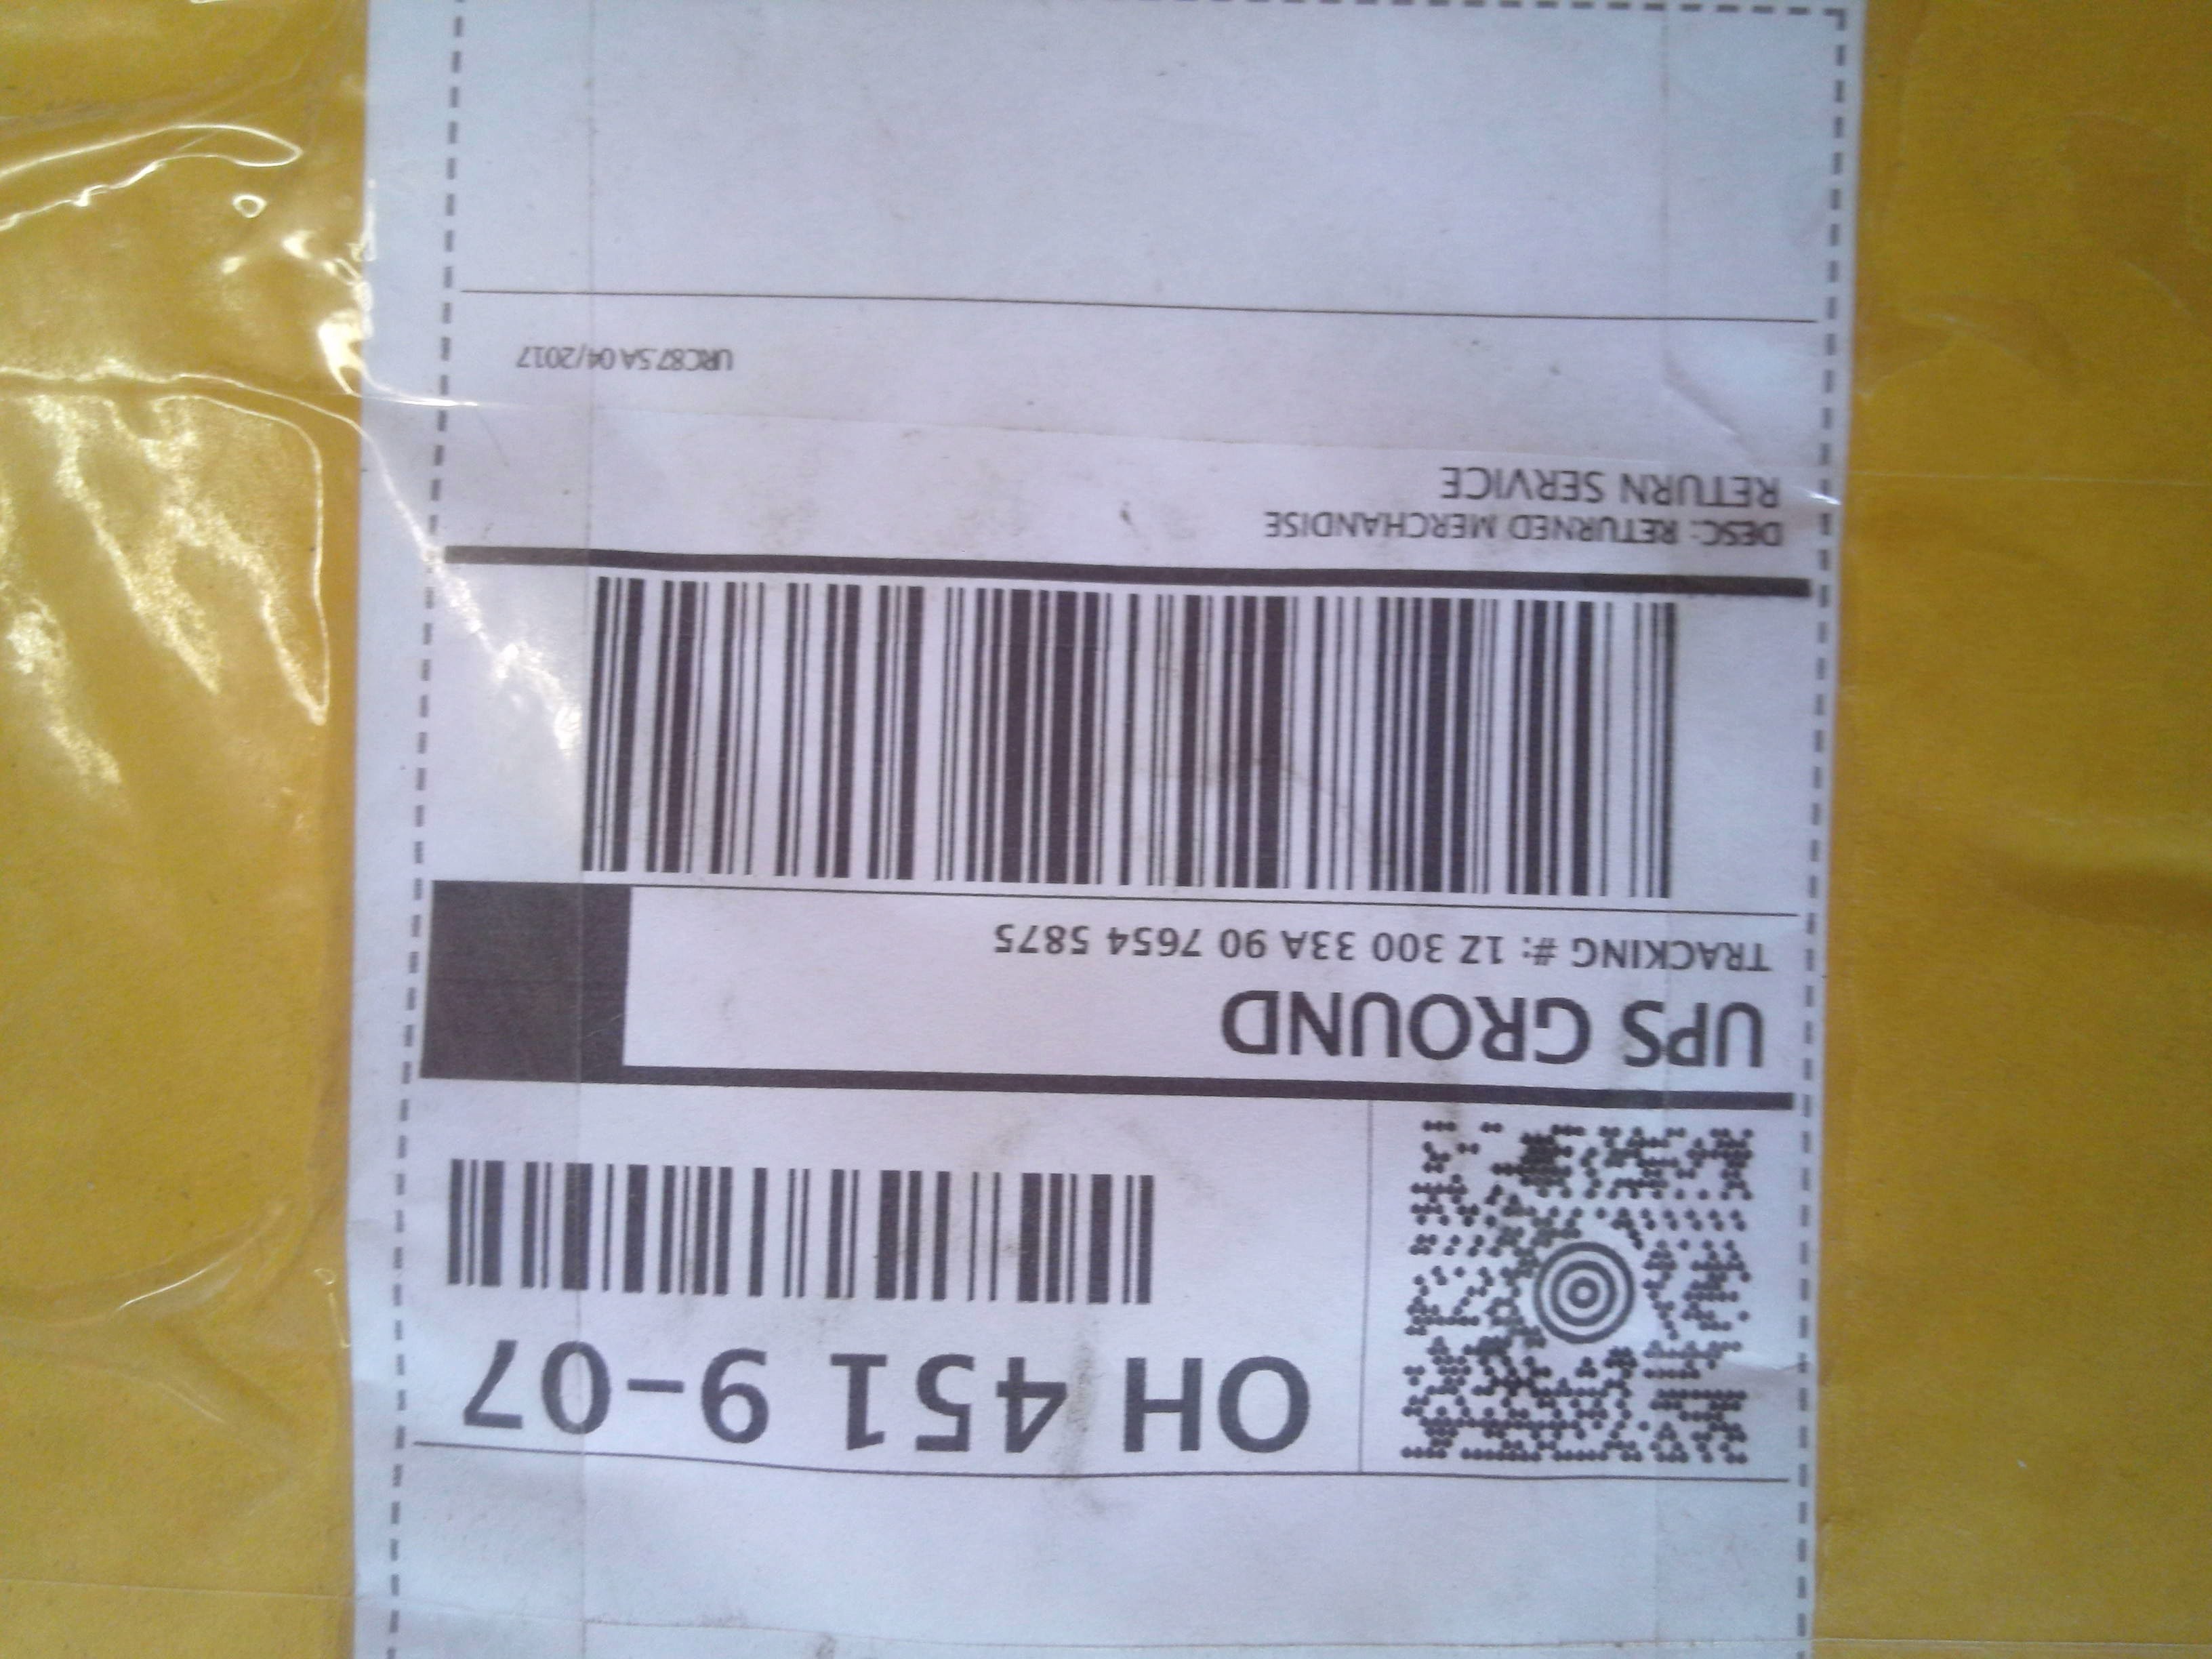 OH 451 9-07
UPS GROUND
TRACKING #: 1Z 300 33A 90 7654 5875
DESC: RETURNED MERCHANDISE
RETURN SERVICE
URC87.5A 04/2017